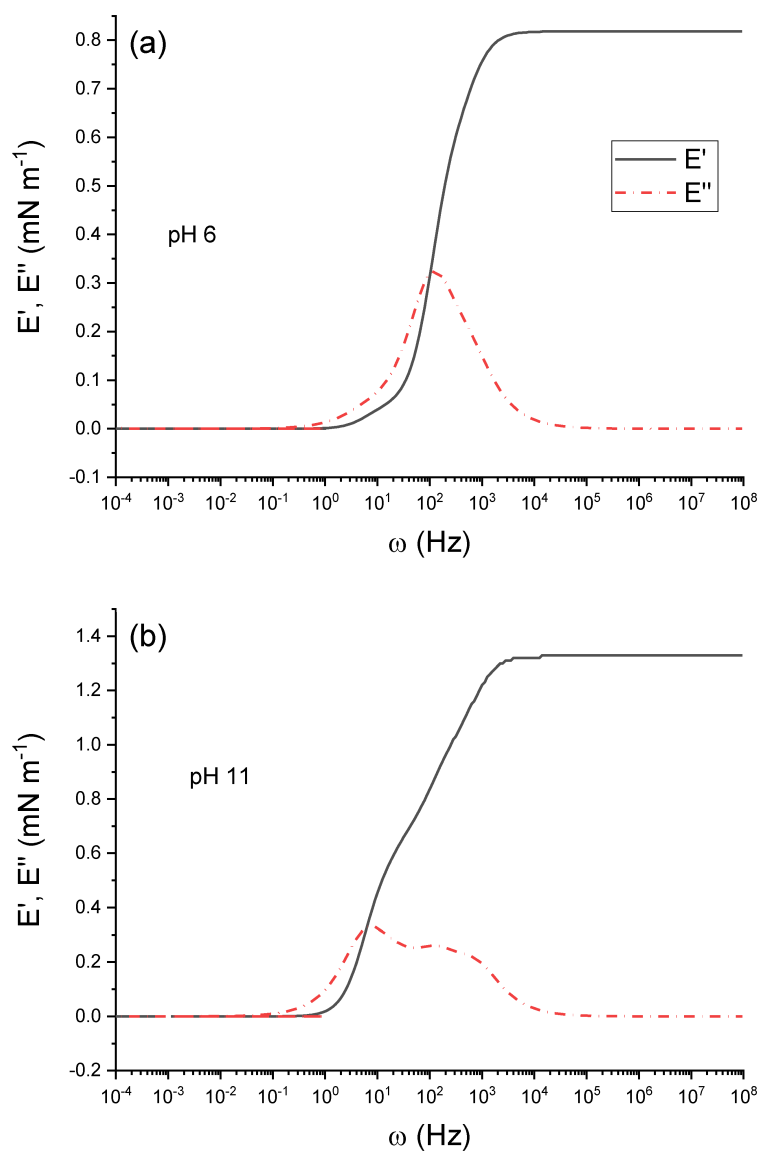 (a)
0.8
0.7
0.6
0.5
0.4
0.3
0.2
0.1
0.0
-0.1
E', E'' (mN m⁻¹)
pH 6
E'
E''
10⁻⁴ 10⁻³ 10⁻² 10⁻¹ 10⁰ 10¹ 10² 10³ 10⁴ 10⁵ 10⁶ 10⁷ 10⁸
ω (Hz)
(b)
1.4
1.2
1.0
0.8
0.6
0.4
0.2
0.0
-0.2
E', E'' (mN m⁻¹)
pH 11
10⁻⁴ 10⁻³ 10⁻² 10⁻¹ 10⁰ 10¹ 10² 10³ 10⁴ 10⁵ 10⁶ 10⁷ 10⁸
ω (Hz)